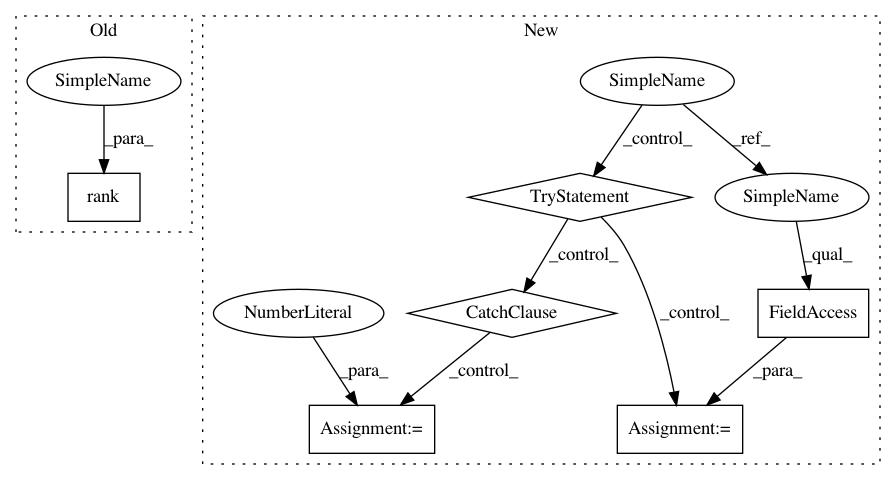 Old
New
SimpleName
SimpleName
_para_
_control_
_ref_
rank
TryStatement
SimpleName
_control_
_qual_
NumberLiteral
CatchClause
_control_
FieldAccess
_para_
_control_
_para_
Assignment:=
Assignment:=